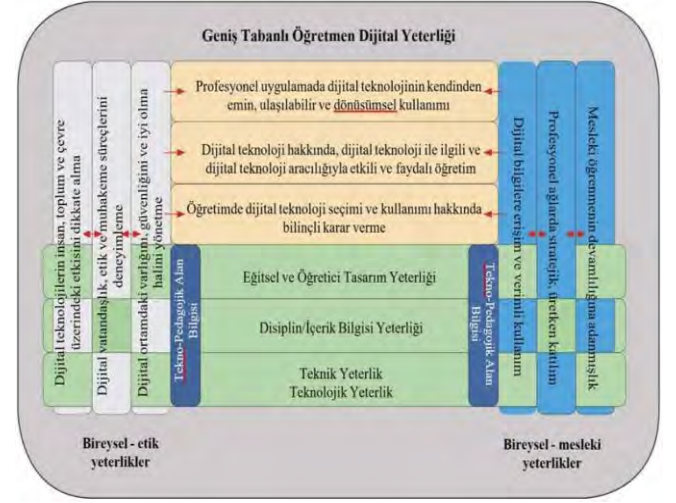 Geniş Tabanlı Öğretmen Dijital Yeterliği
Dijital teknolojilerin insan, toplum ve çevre
üzerindeki etkisini dikkate alma
Dijital vatandaşlık, etik ve muhakeme süreçlerini
deneyimleme
Dijital ortamdaki varlığını, güvenliğini ve iyi olma
halini yönetme
Profesyonel uygulamada dijital teknolojinin kendinden
emin, ulaşılabilir ve dönüsümsel kullanımı
Dijital teknoloji hakkında, dijital teknoloji ile ilgili ve
dijital teknoloji aracılığıyla etkili ve faydalı öğretim
Öğretimde dijital teknoloji seçimi ve kullanımı hakkında
bilinçli karar verme
Tekno-Pedagojik Alan
Bilgisi
Eğitsel ve Öğretici Tasarım Yeterliği
Disiplin/İçerik Bilgisi Yeterliği
Teknik Yeterlik
Teknolojik Yeterlik
Tekno-Pedagojik Alan
Bilgisi
Dijital bilgilere erişim ve verimli kullanım
Profesyonel ağlarda stratejik, üretken katılım
Mesleki öğrenmenin devamlılığına adanmışlık
Bireysel - etik
yeterlikler
Bireysel - mesleki
yeterlikler